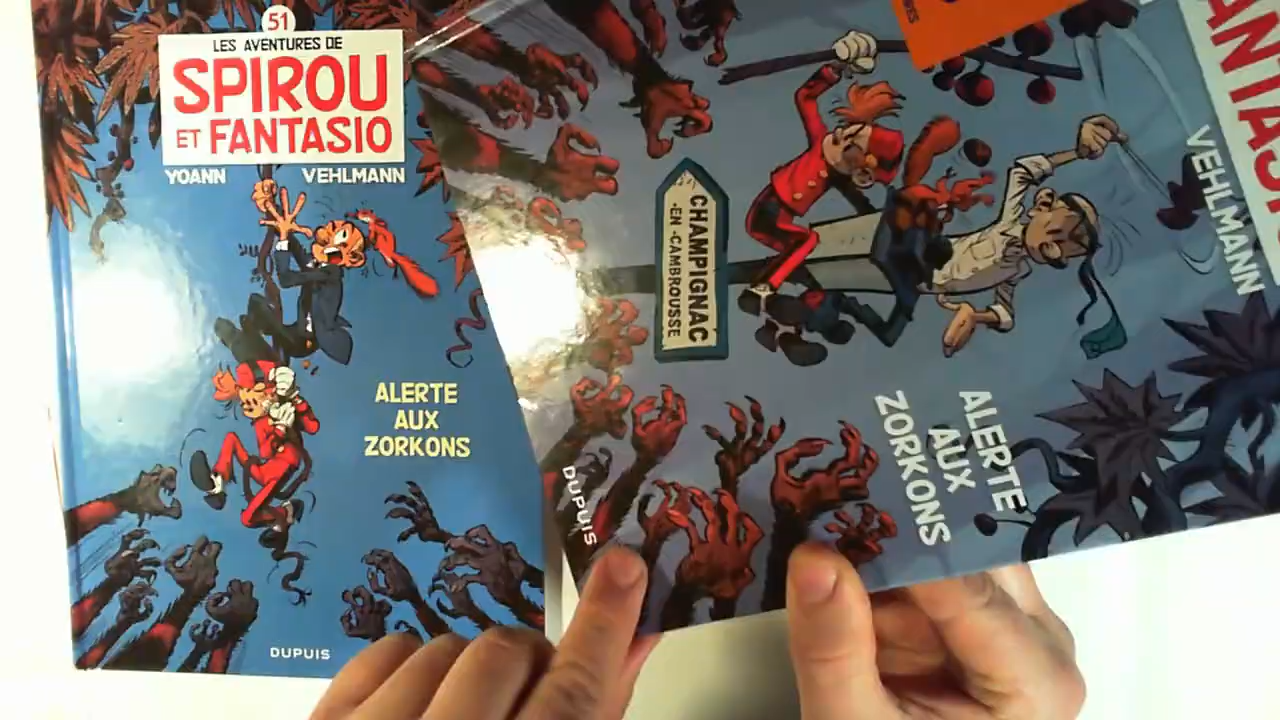 51
LES AVENTURES DE
SPIROU
ET FANTASIO
YOANN VEHLMANN
ALERTE
AUX
ZORKONS
DUPUIS
CHAMPIGNAC
-EN-CAMBROUSSE
VEHLMANN
ALERTE
AUX
ZORKONS
DUPUIS